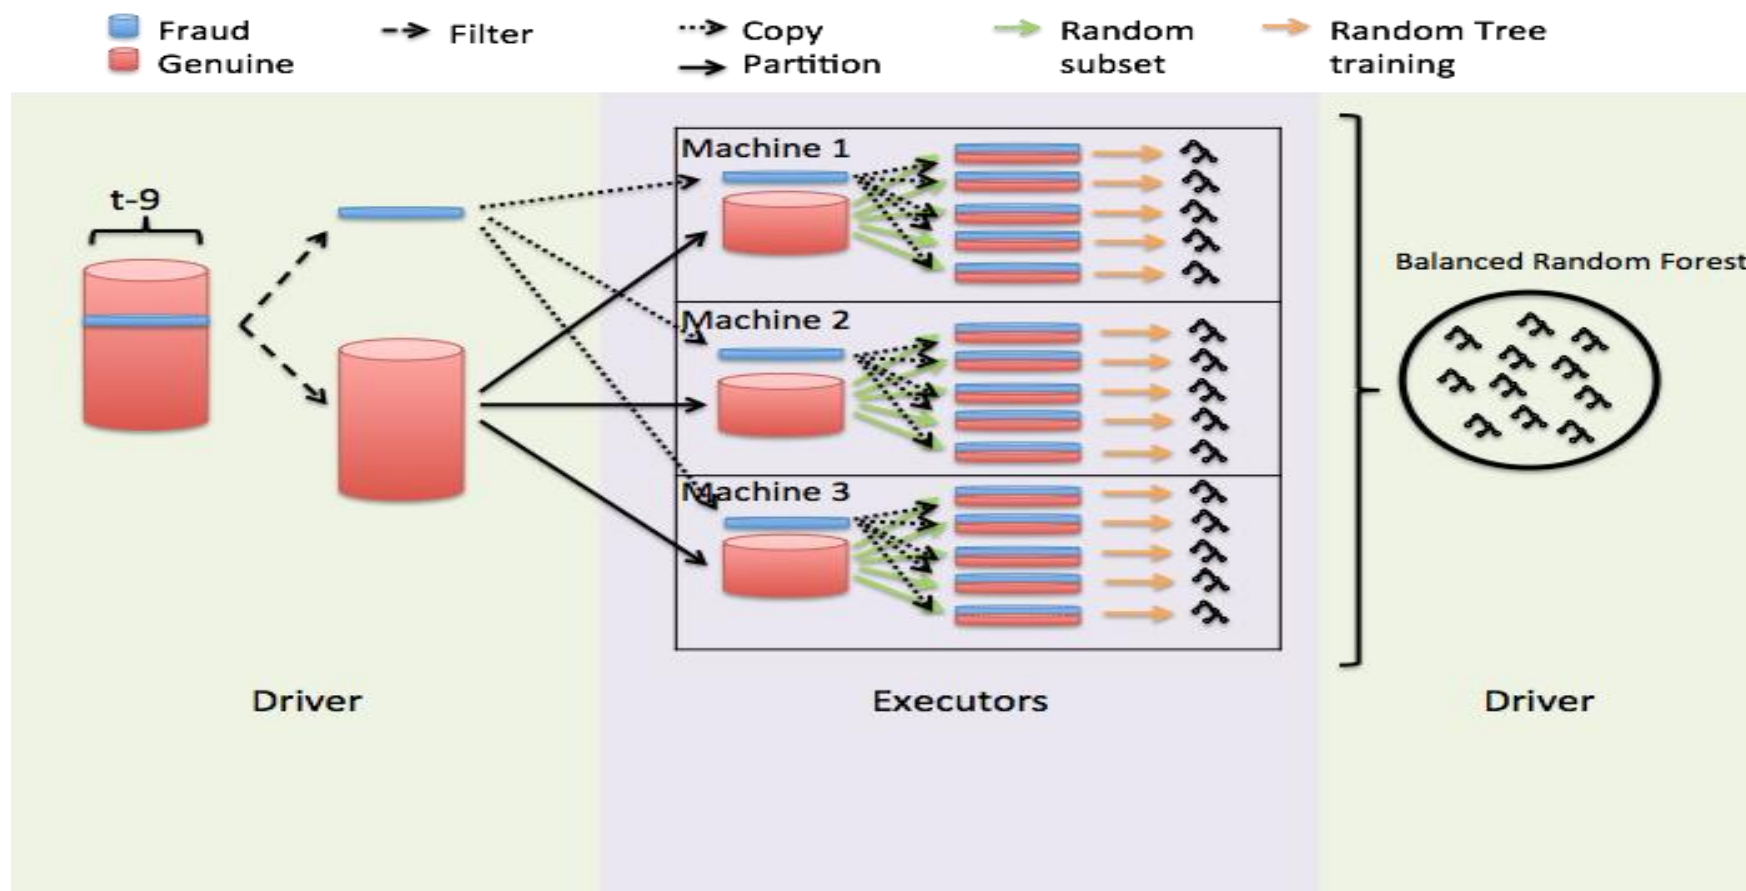 Fraud
Genuine
Filter
Copy
Partition
Random
subset
Random Tree
training
t-9
Machine 1
Machine 2
Machine 3
Balanced Random Forest
Driver
Executors
Driver